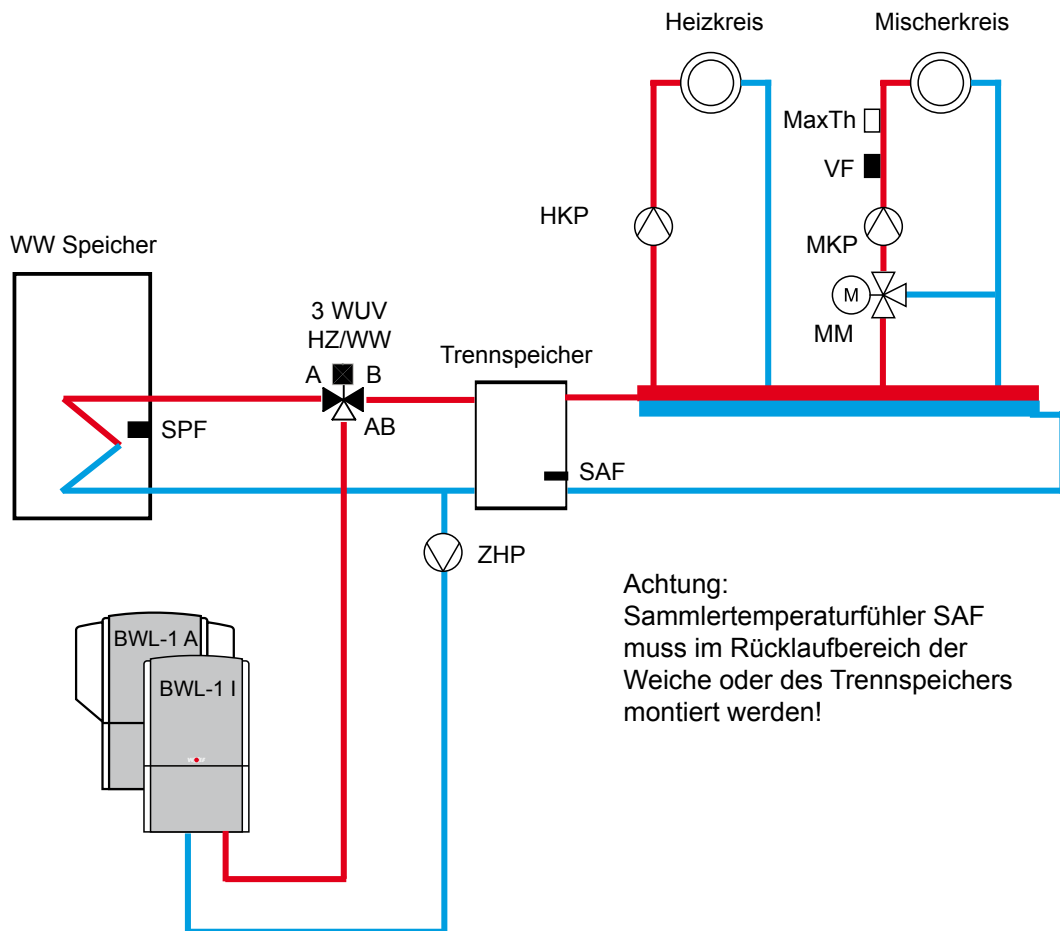 Heizkreis
Mischerkreis
MaxTh
VF
HKP
MKP
WW Speicher
M
3 WUV
HZ/WW
MM
Trennspeicher
A
B
AB
SPF
SAF
ZHP
Achtung:
Sammlertemperaturfühler SAF
muss im Rücklaufbereich der
Weiche oder des Trennspeichers
montiert werden!
BWL-1 A
BWL-1 I